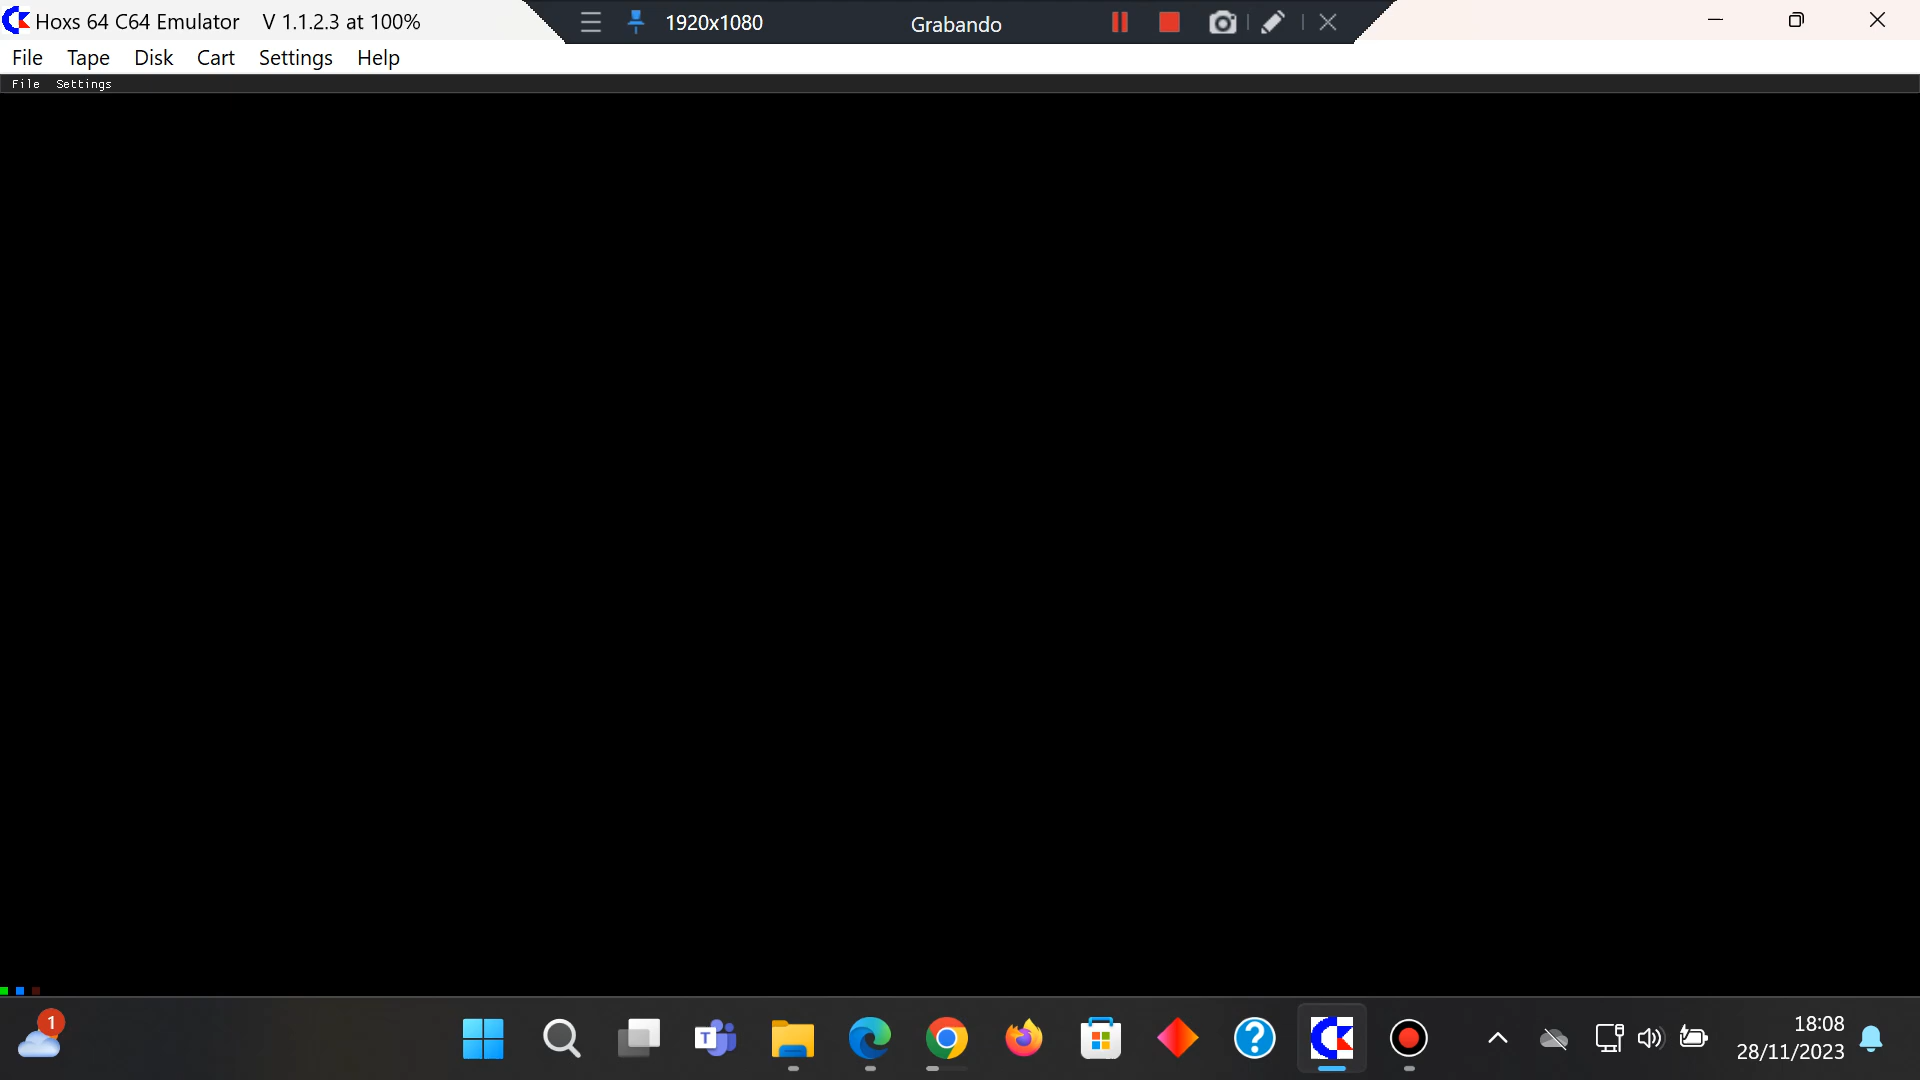 Hoxs 64 C64 Emulator    V 1.1.2.3 at 100%
1920x1080
Grabando
File Tape Disk Cart Settings Help
File Settings
1
T
?
18:08
28/11/2023